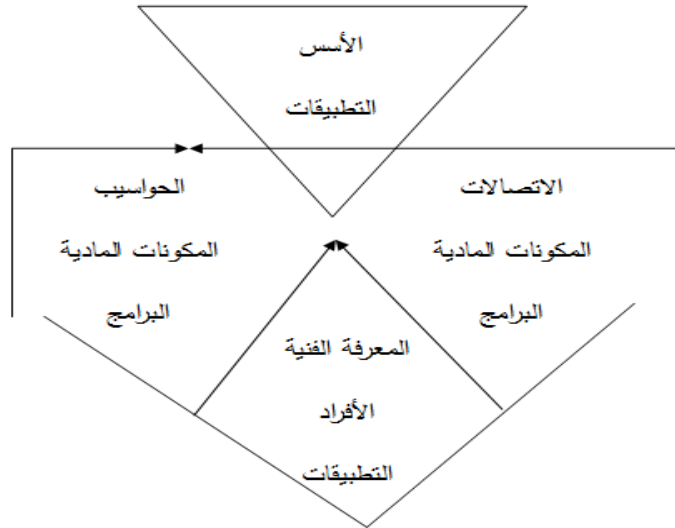 الأسس
التطبيقات
الاتصالات
المكونات المادية
البرامج
الحواسيب
المكونات المادية
البرامج
المعرفة الفنية
الأفراد
التطبيقات